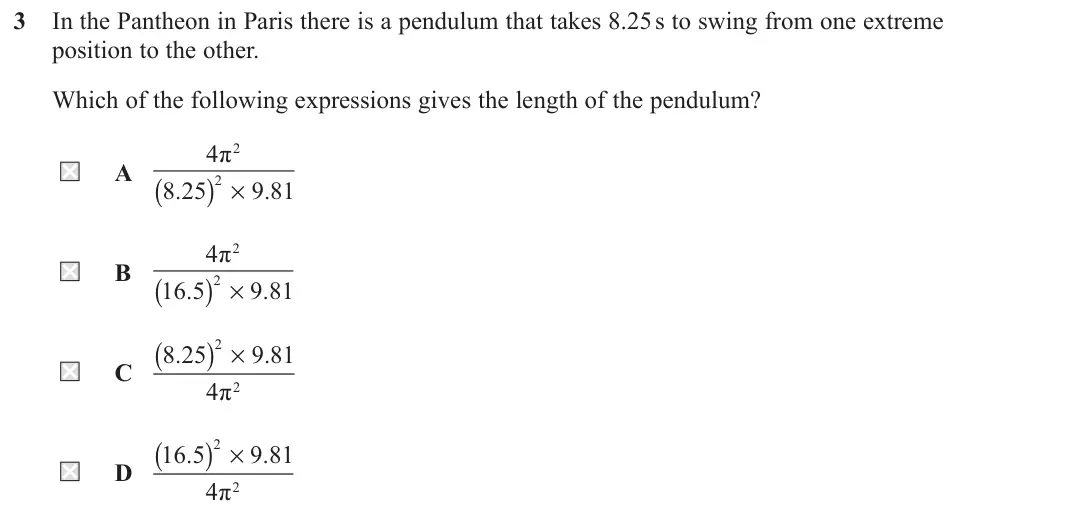 3 In the Pantheon in Paris there is a pendulum that takes 8.25 s to swing from one extreme
position to the other.
Which of the following expressions gives the length of the pendulum?
A 4π²
(8.25)² × 9.81
B 4π²
(16.5)² × 9.81
C (8.25)² × 9.81
4π²
D (16.5)² × 9.81
4π²